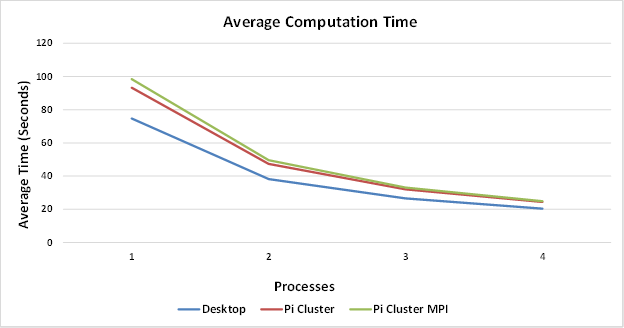 Average Computation Time
120
100
80
60
40
20
0
Average Time (Seconds)
1 2 3 4
Processes
Desktop Pi Cluster Pi Cluster MPI